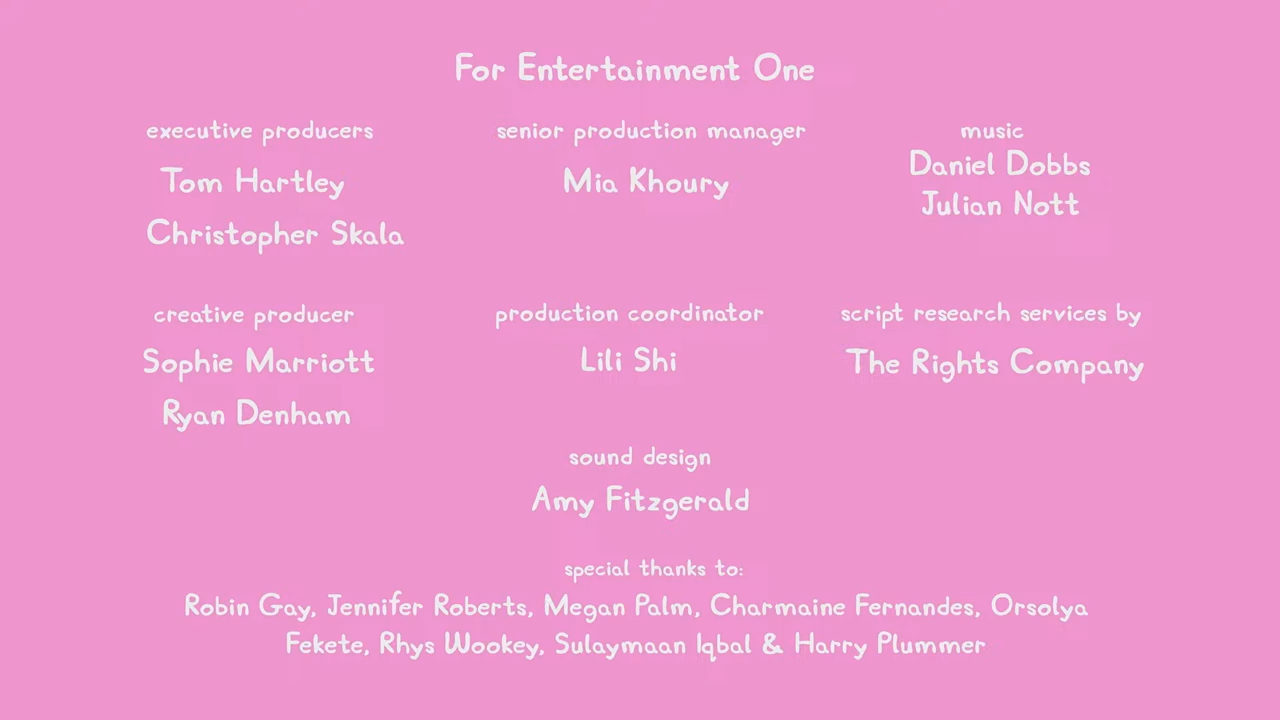 For Entertainment One
executive producers
Tom Hartley
Christopher Skala
senior production manager
Mia Khoury
music
Daniel Dobbs
Julian Nott
creative producer
Sophie Marriott
Ryan Denham
production coordinator
Lili Shi
script research services by
The Rights Company
sound design
Amy Fitzgerald
special thanks to:
Robin Gay, Jennifer Roberts, Megan Palm, Charmaine Fernandes, Orsolya
Fekete, Rhys Wookey, Sulaymaan Iqbal & Harry Plummer